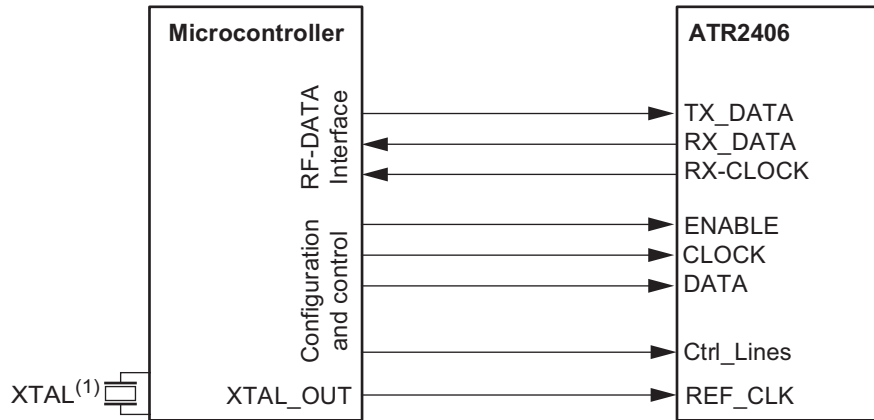 Microcontroller
ATR2406
RF-DATA
Interface
TX_DATA
RX_DATA
RX-CLOCK
Configuration
and control
ENABLE
CLOCK
DATA
Ctrl_Lines
XTAL(1)
XTAL_OUT
REF_CLK